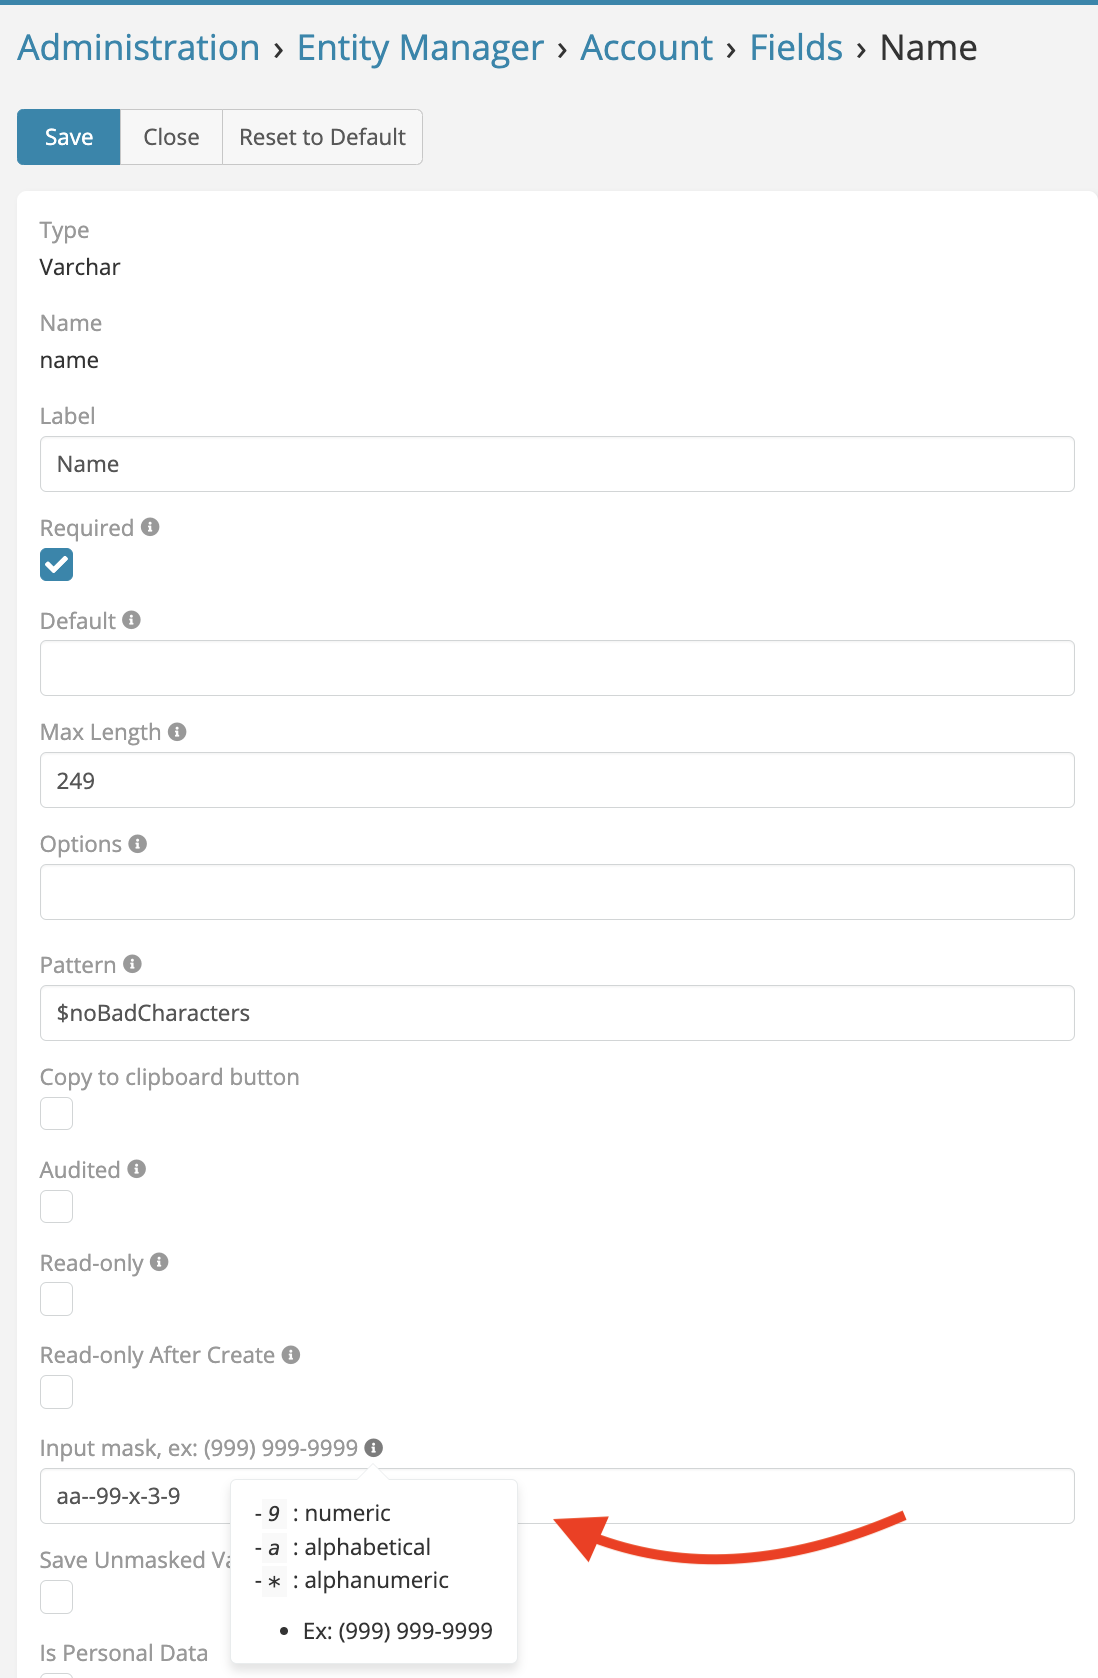 Administration › Entity Manager › Account › Fields › Name
Save Close Reset to Default
Type
Varchar
Name
name
Label
Name
Required
Default
Max Length
249
Options
Pattern
$noBadCharacters
Copy to clipboard button
Audited
Read-only
Read-only After Create
Input mask, ex: (999) 999-9999
aa--99-x-3-9
- 9 : numeric
- a : alphabetical
- * : alphanumeric
• Ex: (999) 999-9999
Save Unmasked
Is Personal Data